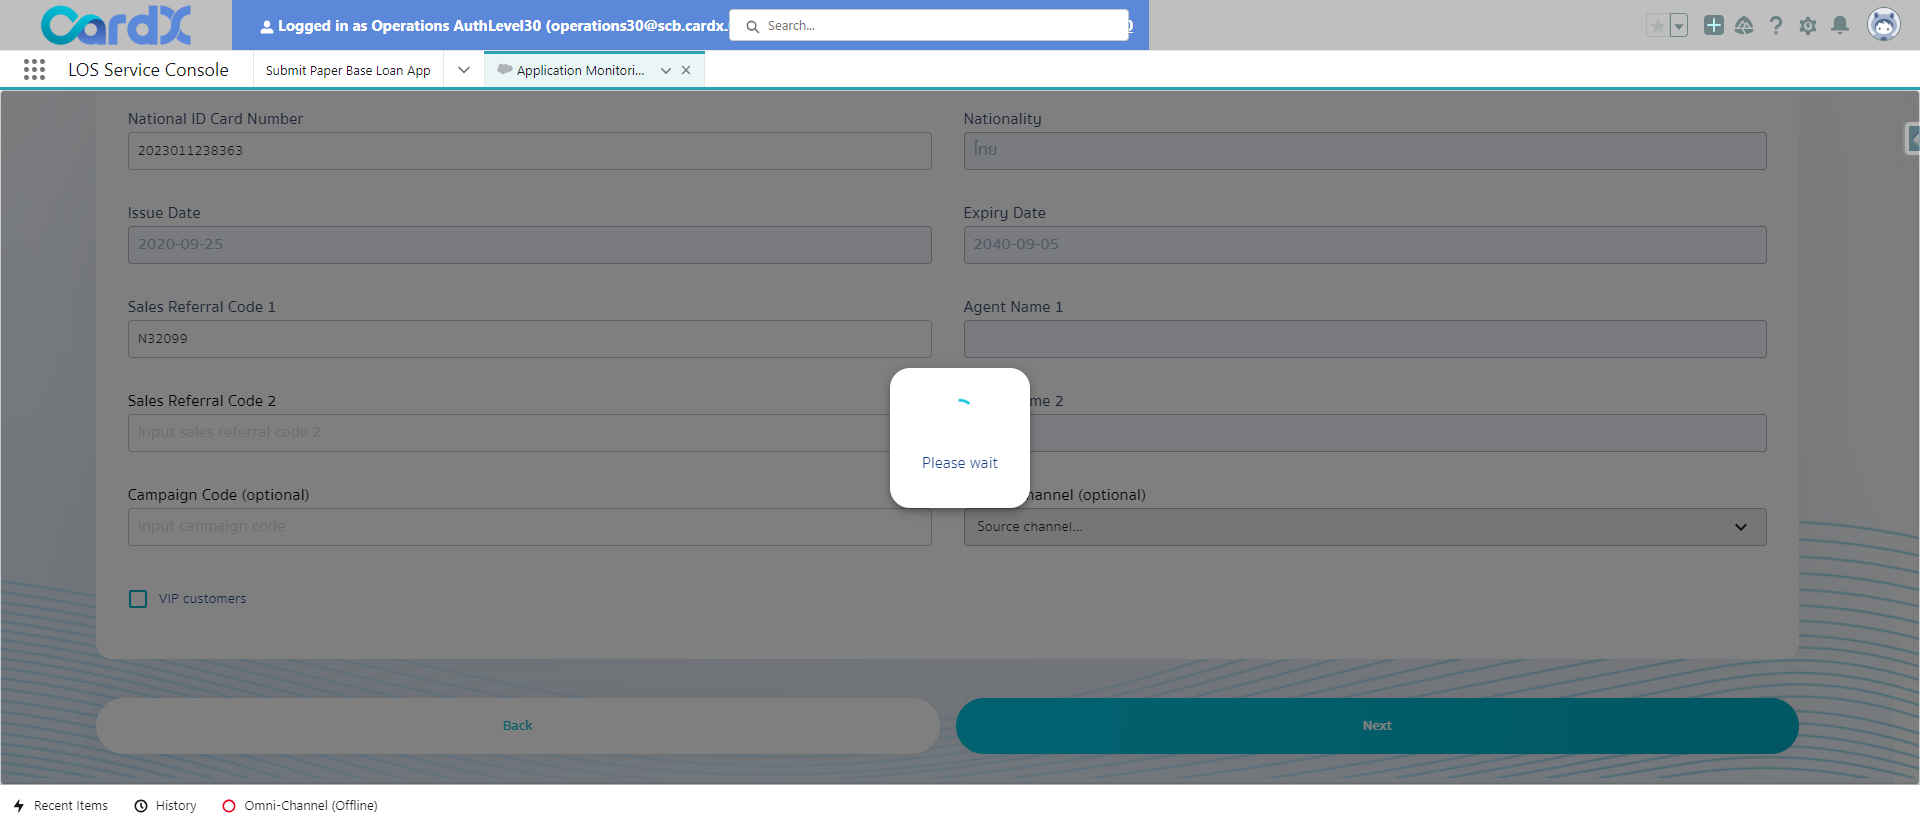 CardX
Logged in as Operations AuthLevel30 (operations30@scb.cardx.
Search...
LOS Service Console
Submit Paper Base Loan App
Application Monitori...
National ID Card Number
Nationality
2023011238363
ไทย
Issue Date
Expiry Date
2020-09-25
2040-09-05
Sales Referral Code 1
Agent Name 1
N32099
Sales Referral Code 2
me 2
Input sales referral code 2
Please wait
Campaign Code (optional)
hannel (optional)
Input campaign code
Source channel...
VIP customers
Back
Next
Recent Items
History
Omni-Channel (Offline)